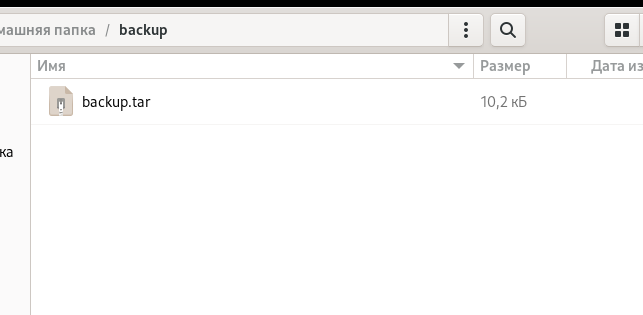 машняя папка / backup
Имя Размер Дата из
backup.tar 10,2 кБ
ка